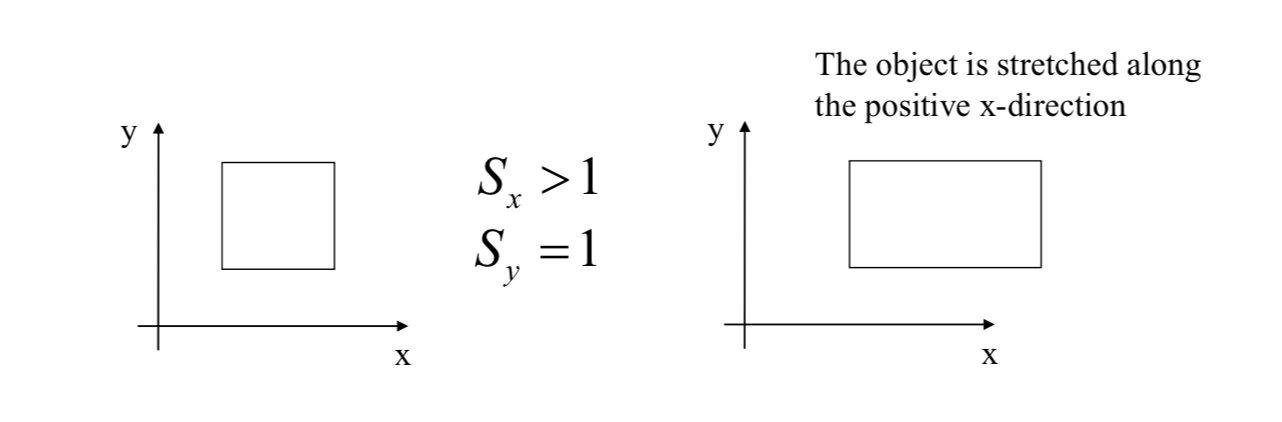 The object is stretched along
the positive x-direction
y
x
S_x > 1
S_y = 1
y
x